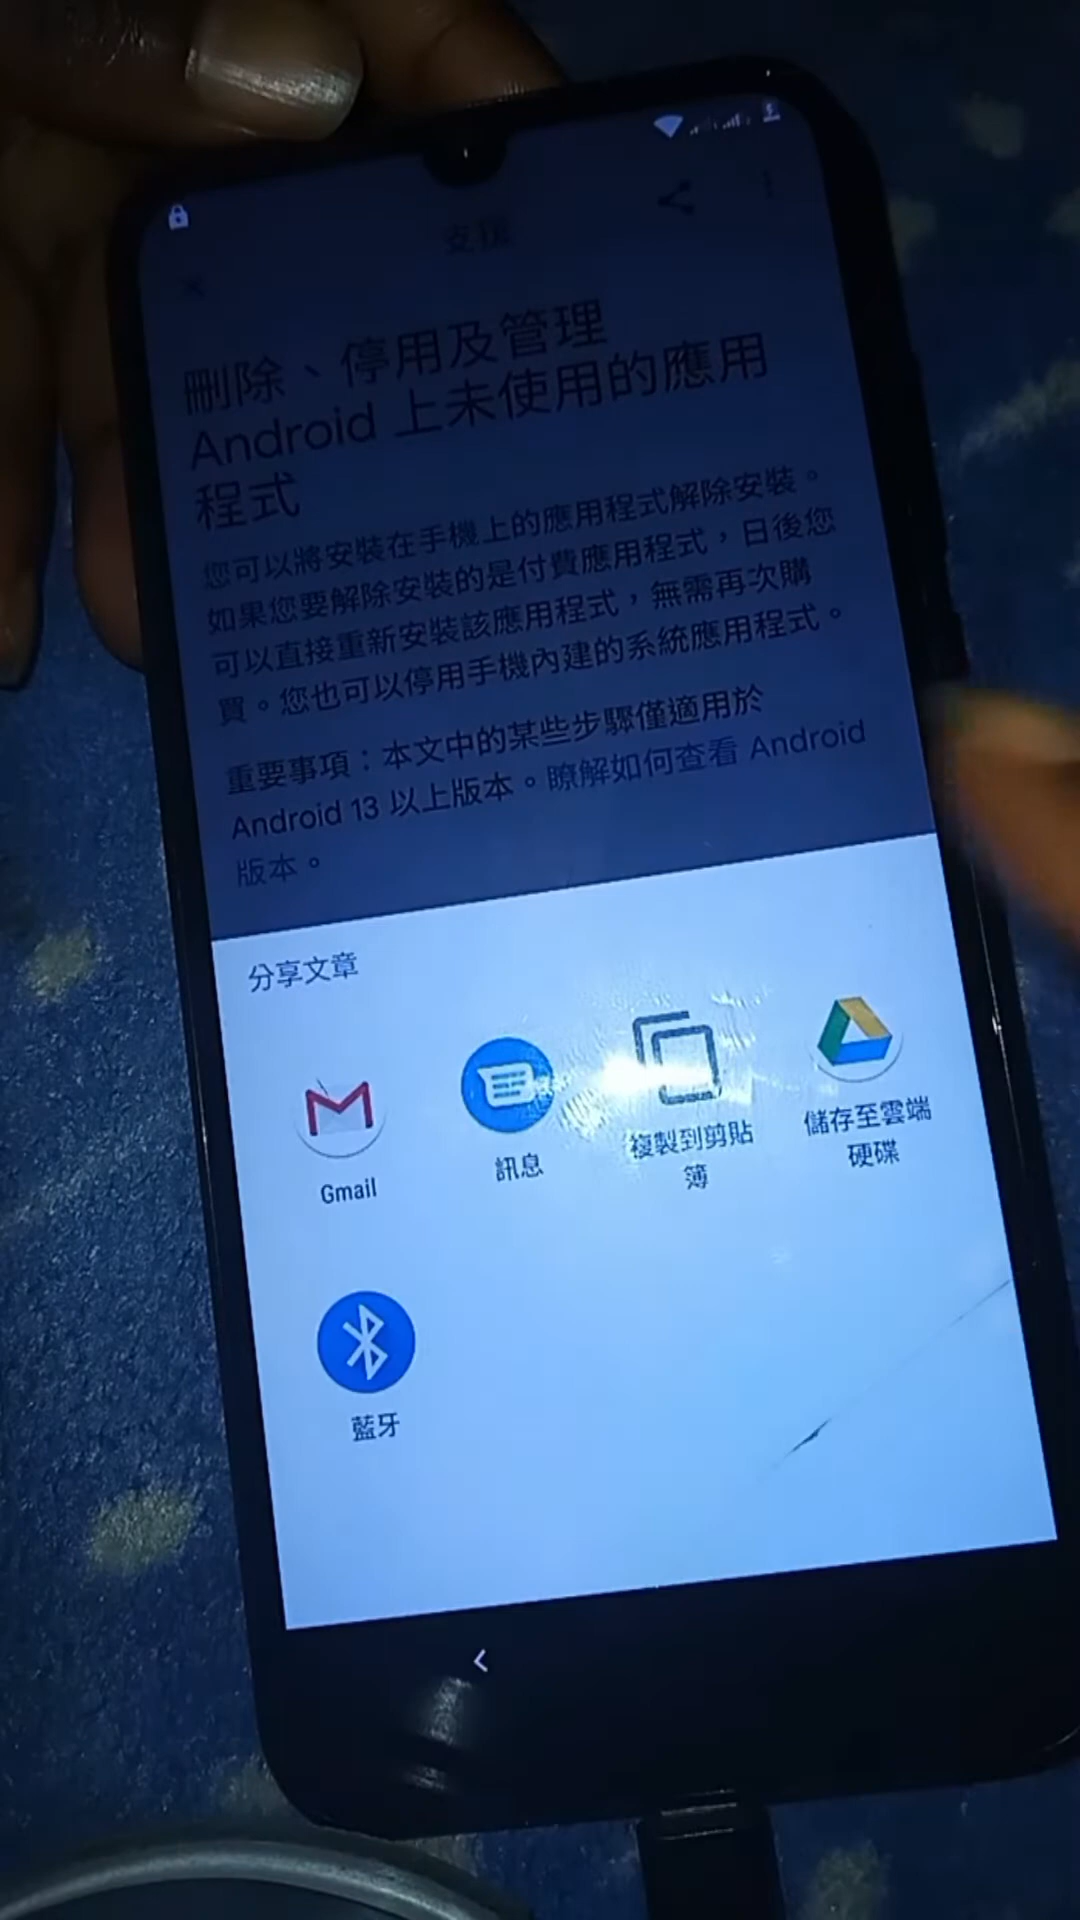 支援
刪除、停用及管理
Android 上未使用的應用
程式
您可以將安裝在手機上的應用程式解除安裝。
如果您要解除安裝的是付費應用程式，日後您
可以直接重新安裝該應用程式，無需再次購
買。您也可以停用手機內建的系統應用程式。
重要事項：本文中的某些步驟僅適用於
Android 13 以上版本。瞭解如何查看 Android
版本。
分享文章
Gmail
訊息
複製到剪貼
簿
儲存至雲端
硬碟
藍牙